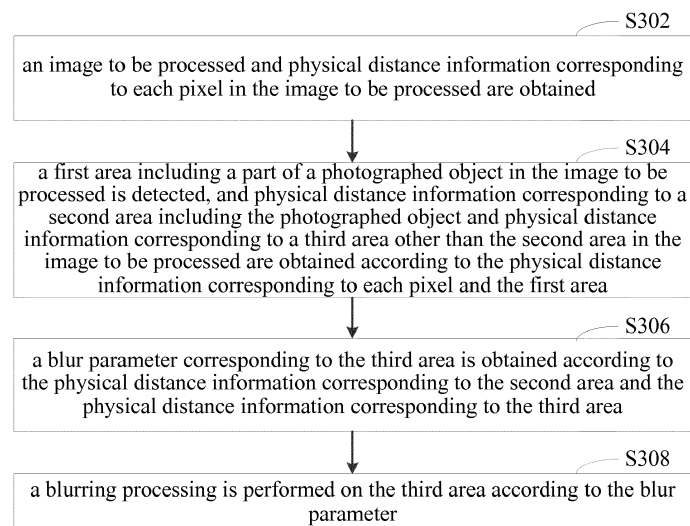 S302
an image to be processed and physical distance information corresponding
to each pixel in the image to be processed are obtained
S304
a first area including a part of a photographed object in the image to be
processed is detected, and physical distance information corresponding to a
second area including the photographed object and physical distance
information corresponding to a third area other than the second area in the
image to be processed are obtained according to the physical distance
information corresponding to each pixel and the first area
S306
a blur parameter corresponding to the third area is obtained according to
the physical distance information corresponding to the second area and the
physical distance information corresponding to the third area
S308
a blurring processing is performed on the third area according to the blur
parameter